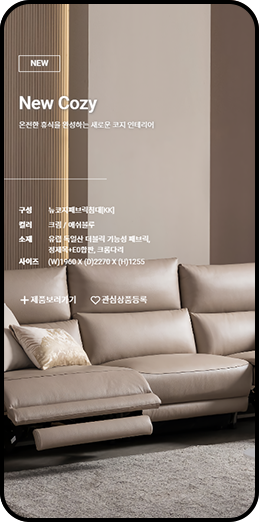 NEW
New Cozy
온전한 휴식을 완성하는 새로운 코지 인테리어
구성 뉴코지패브릭침대[KK]
컬러 크림 / 애쉬블루
소재 유럽 독일산 더블릭 기능성 패브릭,
정제목+E0합판, 크롬다리
사이즈 (W)1960 X (D)2270 X (H)1255
제품보러가기 관심상품등록